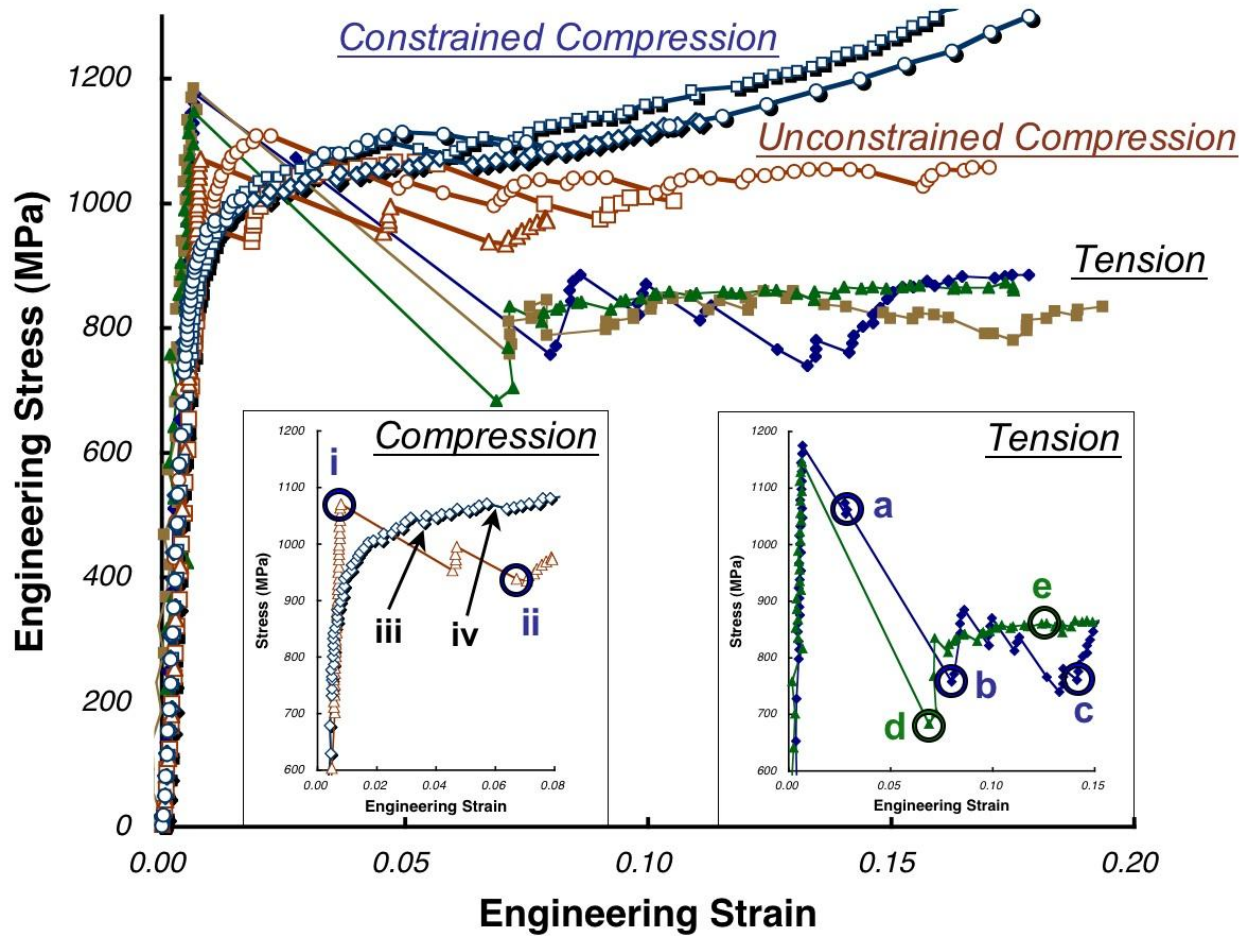 Constrained Compression
Unconstrained Compression
Tension
Engineering Stress (MPa)
1200
1000
800
600
400
200
0
0.00 0.05 0.10 0.15 0.20
Engineering Strain
Compression
Stress (MPa)
1200
1100
1000
900
800
700
600
i
ii
iii
iv
0.00 0.02 0.04 0.06 0.08
Engineering Strain
Tension
Stress (MPa)
1200
1100
1000
900
800
700
600
a
b
c
d
e
0.00 0.05 0.10 0.15
Engineering Strain